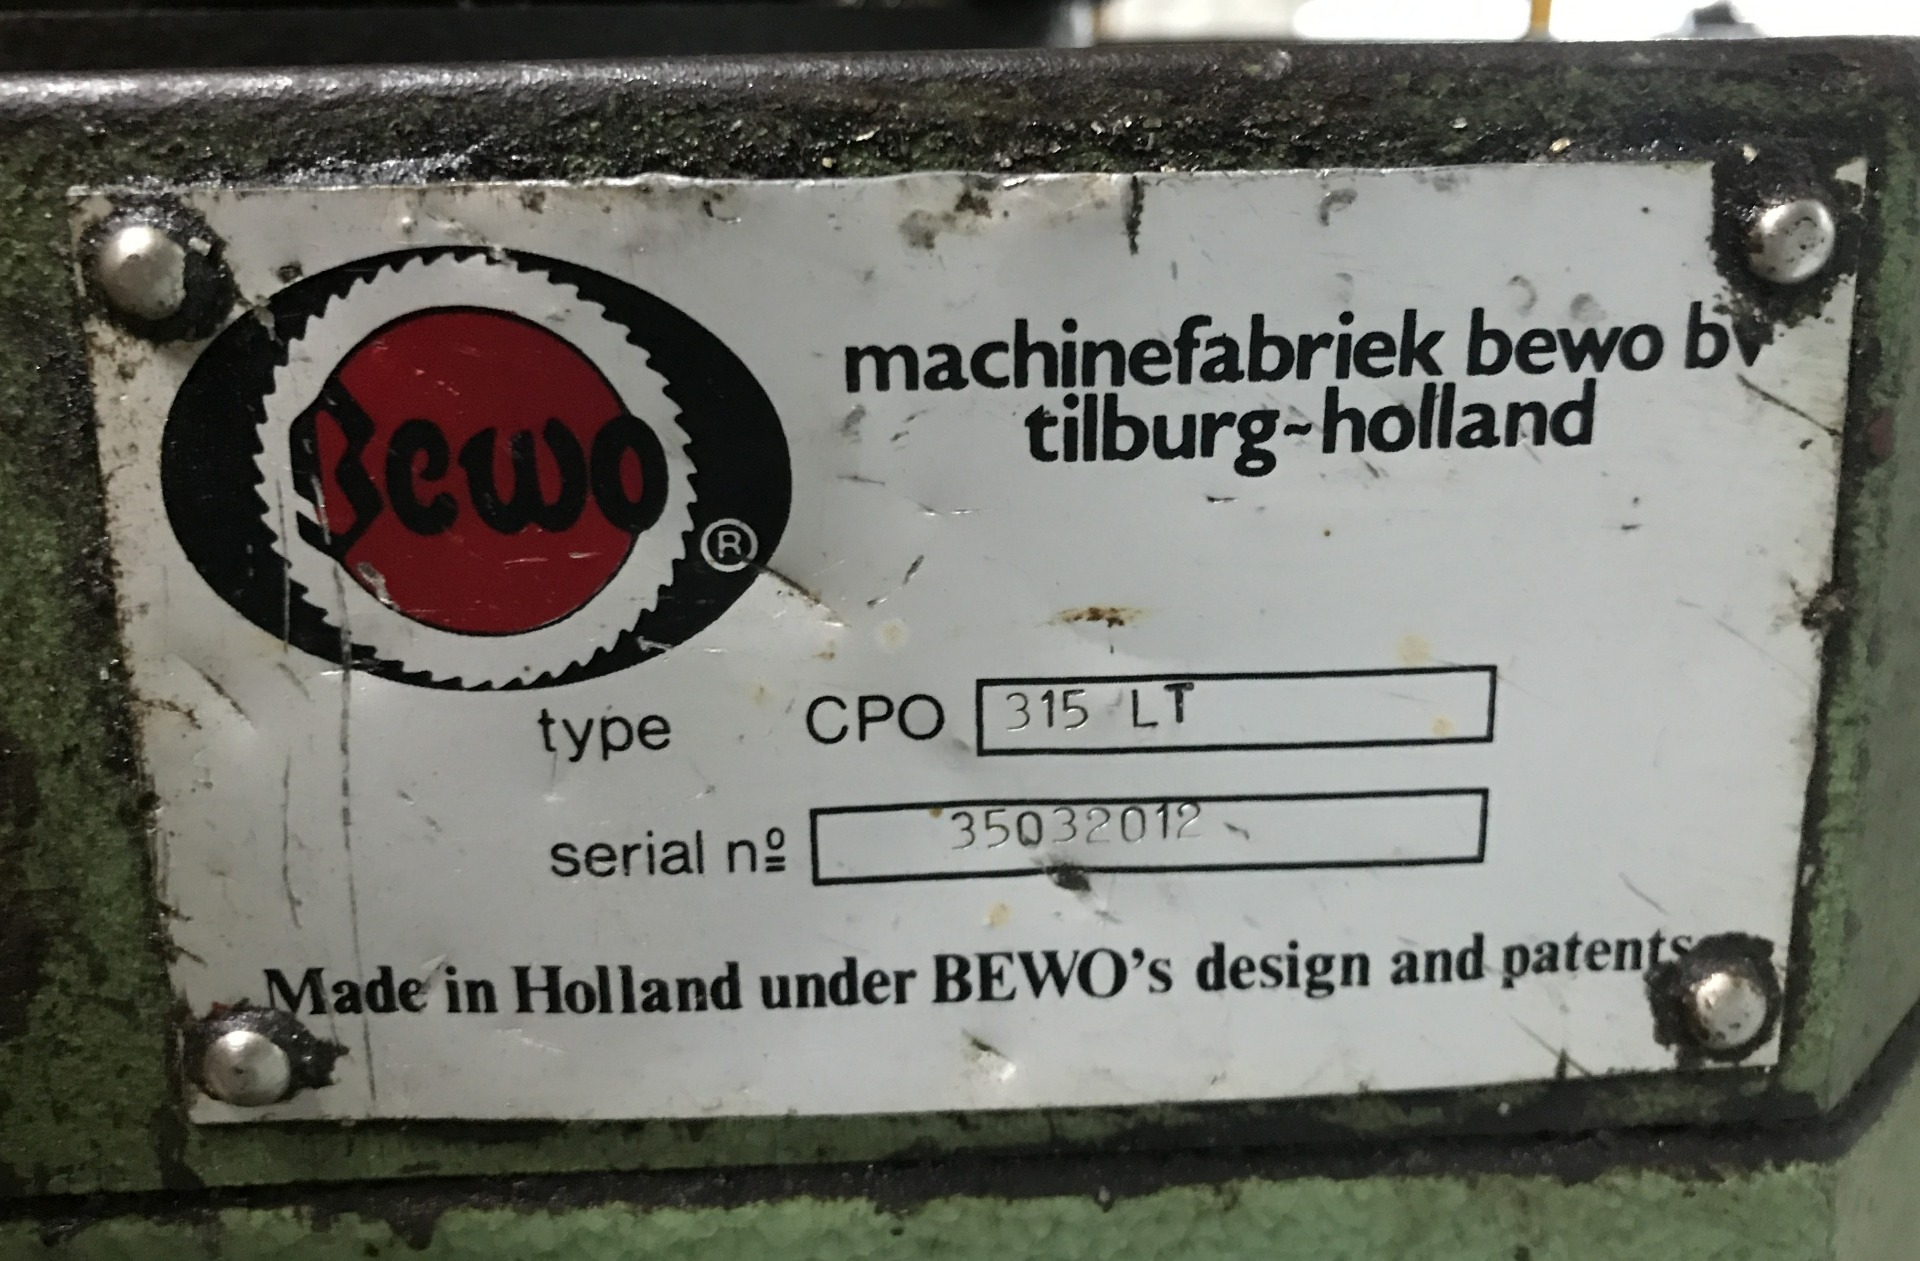 Bewo
®
machinefabriek bewo bv
tilburg~holland
type CPO 315 LT
serial nº 35032012
Made in Holland under BEWO's design and patents